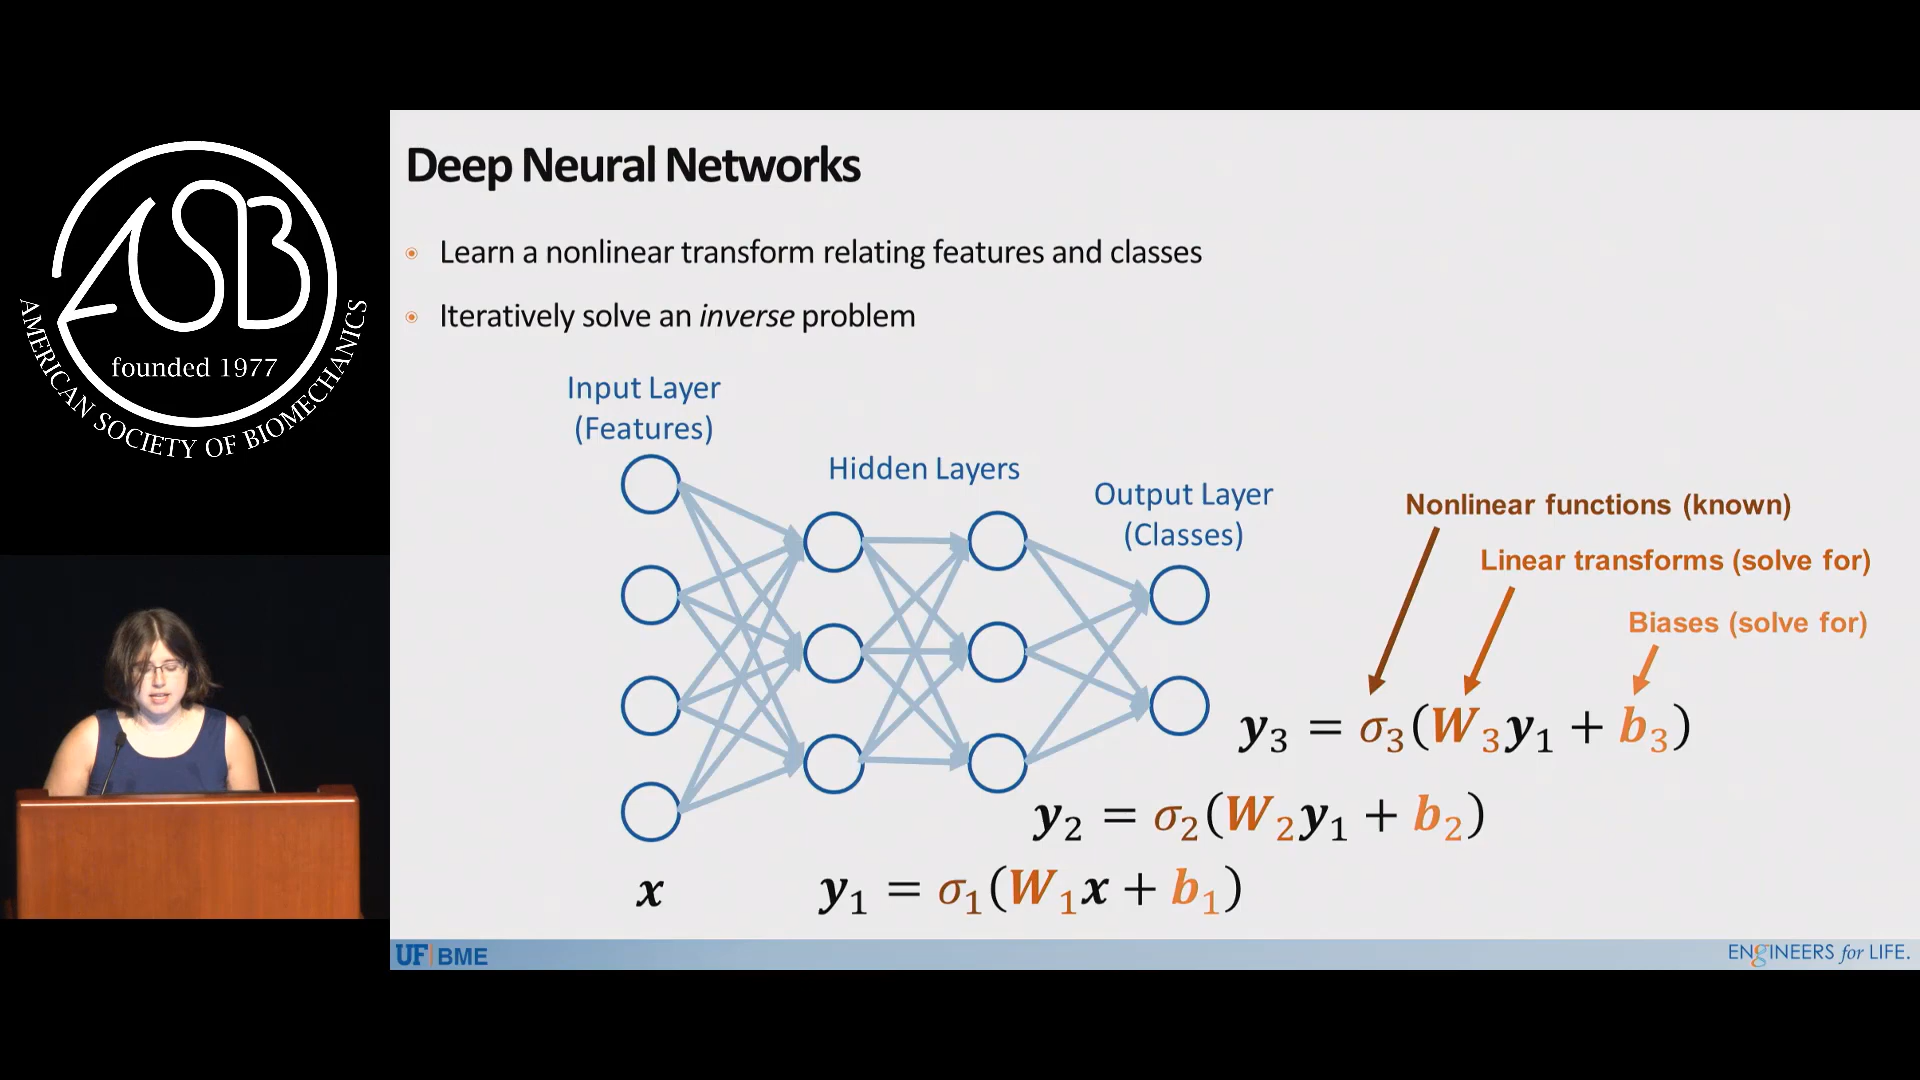 ASB
founded 1977
AMERICAN SOCIETY OF BIOMECHANICS
Deep Neural Networks
Learn a nonlinear transform relating features and classes
Iteratively solve an inverse problem
Input Layer
(Features)
Hidden Layers
Output Layer
(Classes)
Nonlinear functions (known)
Linear transforms (solve for)
Biases (solve for)
y₃ = σ₃(W₃y₁ + b₃)
y₂ = σ₂(W₂y₁ + b₂)
x
y₁ = σ₁(W₁x + b₁)
UF | BME
ENGINEERS for LIFE.